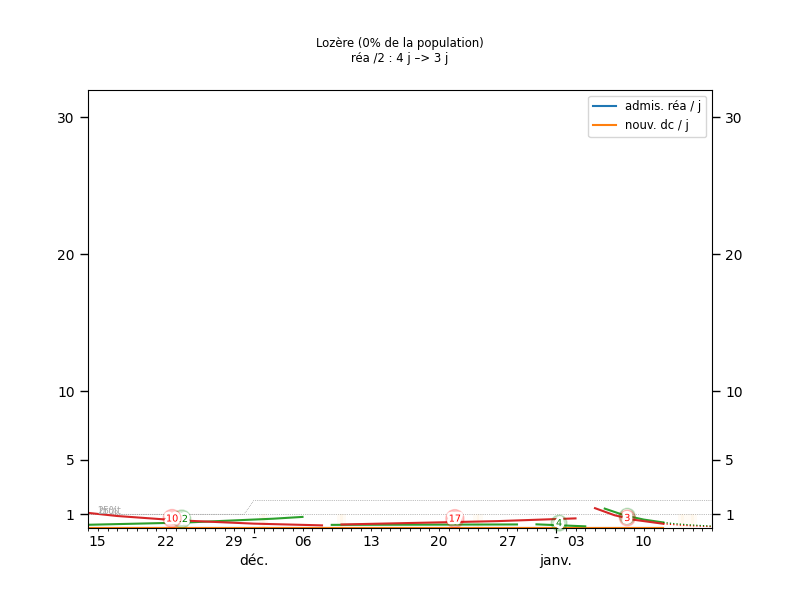 Lozère (0% de la population)
réa /2 : 4 j –> 3 j
admis. réa / j
nouv. dc / j
30 30
20 20
10 10
5 5
1 1
10 2 17 4 3
15 22 29 - 06 13 20 27 - 03 10
déc. janv.